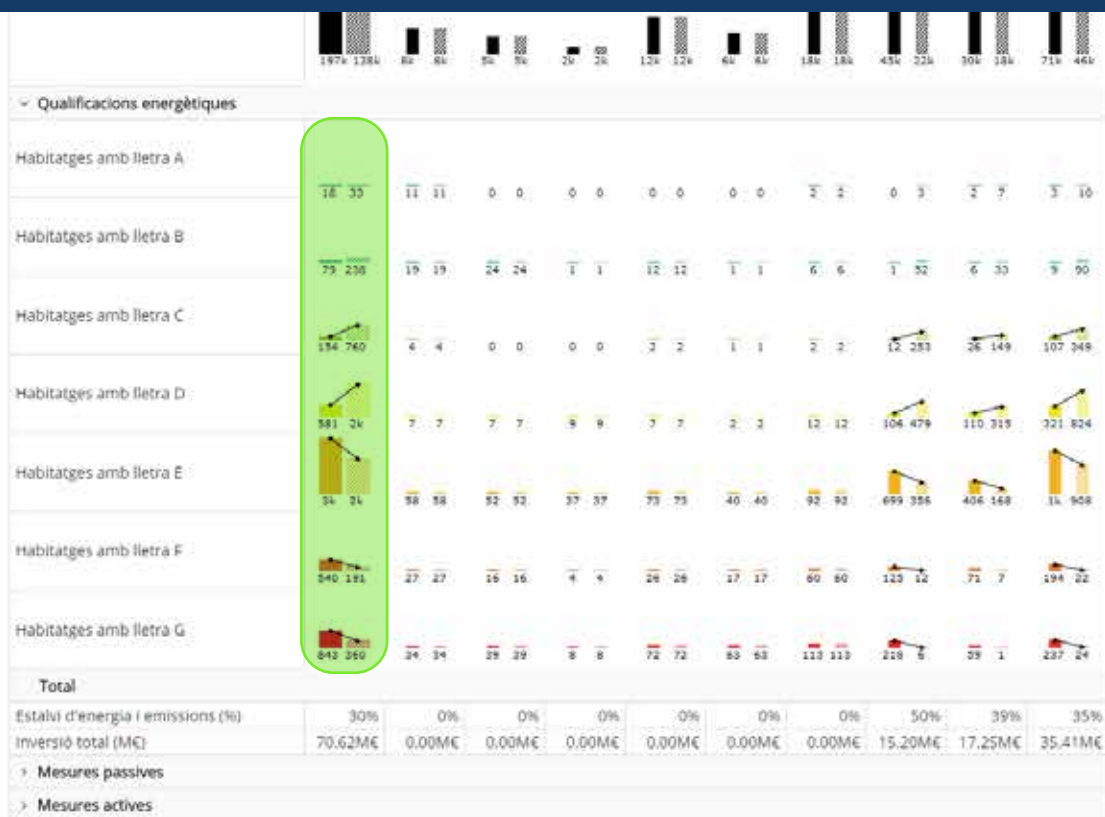 197k 138k 8k 8k 5k 5k 2k 2k 12k 12k 6k 6k 18k 18k 45k 22k 30k 18k 71k 46k
Qualificacions energètiques
Habitatges amb lletra A
18 33 11 11 0 0 0 0 0 0 0 0 2 2 0 3 2 7 3 10
Habitatges amb lletra B
79 238 19 19 24 24 1 1 12 12 1 1 6 6 1 52 6 33 9 90
Habitatges amb lletra C
154 760 4 4 0 0 0 0 2 2 1 1 2 2 12 253 26 149 107 349
Habitatges amb lletra D
581 2k 7 7 7 7 9 9 7 7 2 2 12 12 106 479 110 315 321 824
Habitatges amb lletra E
3k 2k 58 58 52 52 37 37 73 73 40 40 92 92 699 356 406 168 1k 908
Habitatges amb lletra F
540 191 27 27 16 16 4 4 26 26 17 17 60 60 125 12 71 7 194 22
Habitatges amb lletra G
843 360 34 34 39 39 8 8 72 72 63 63 113 113 218 6 59 1 237 24
Total
Estalvi d'energia i emissions (%) 30% 0% 0% 0% 0% 0% 0% 50% 39% 35%
Inversió total (M€) 70.62M€ 0.00M€ 0.00M€ 0.00M€ 0.00M€ 0.00M€ 0.00M€ 15.20M€ 17.25M€ 35.41M€
Mesures passives
Mesures actives